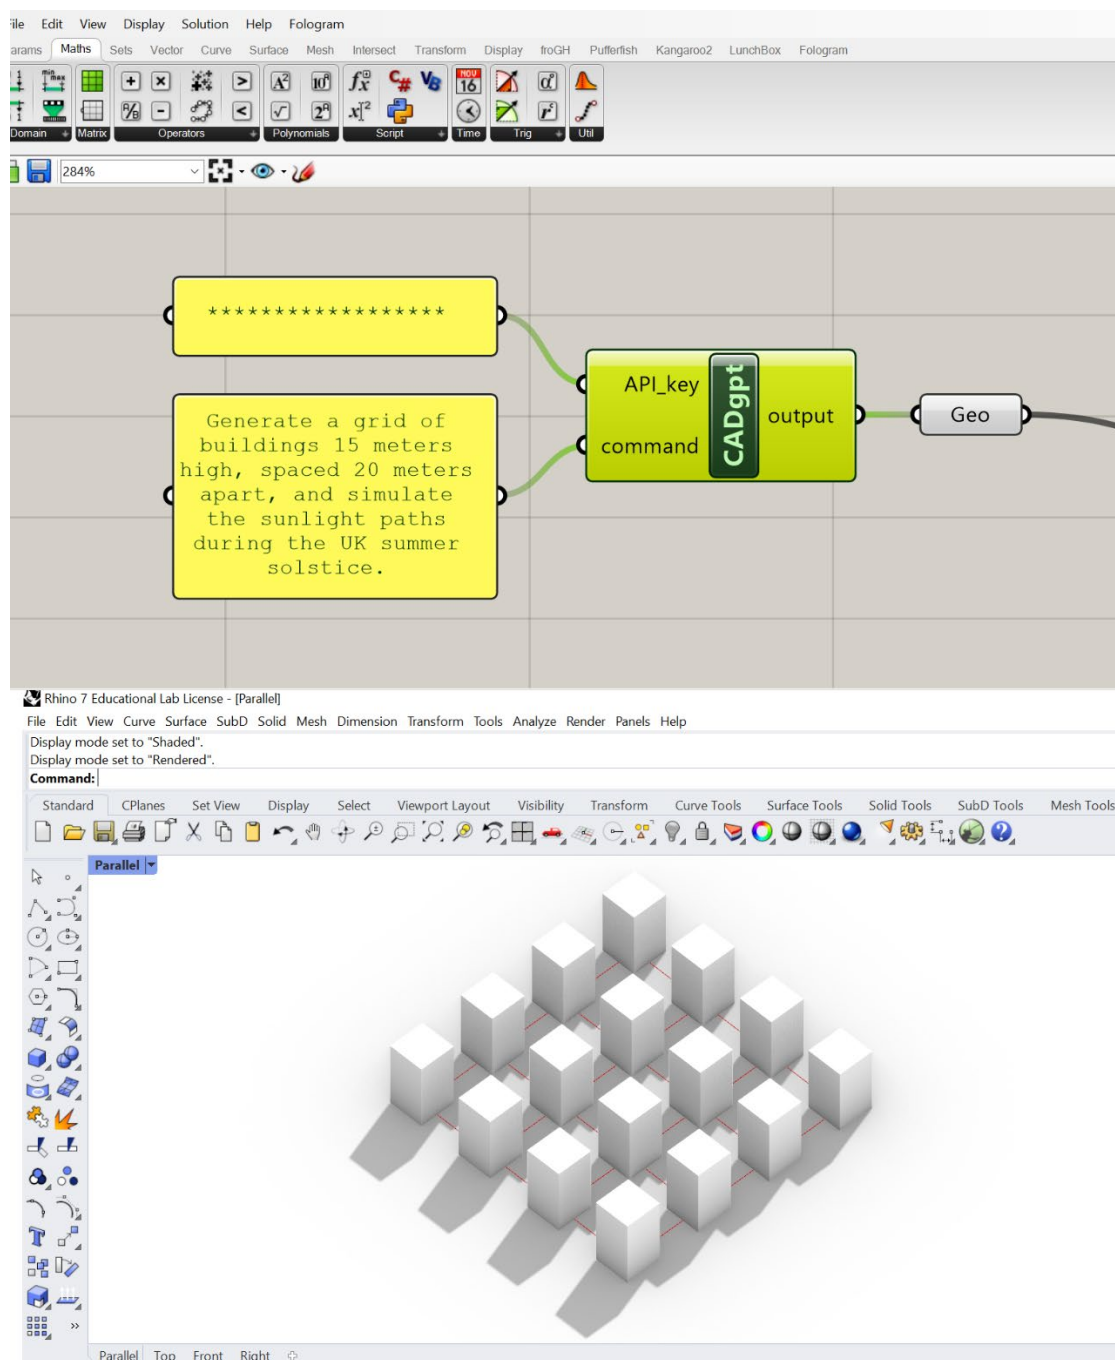 File Edit View Display Solution Help Fologram
arams Maths Sets Vector Curve Surface Mesh Intersect Transform Display froGH Pufferfish Kangaroo2 LunchBox Fologram
Domain Matrix Operators Polynomials Script Time Trig Util
284%
******************
Generate a grid of
buildings 15 meters
high, spaced 20 meters
apart, and simulate
the sunlight paths
during the UK summer
solstice.
API_key
command
CADgpt
output
Geo
Rhino 7 Educational Lab License - [Parallel]
File Edit View Curve Surface SubD Solid Mesh Dimension Transform Tools Analyze Render Panels Help
Display mode set to "Shaded".
Display mode set to "Rendered".
Command:
Standard CPlanes Set View Display Select Viewport Layout Visibility Transform Curve Tools Surface Tools Solid Tools SubD Tools Mesh Tools
Parallel
Parallel Top Front Right